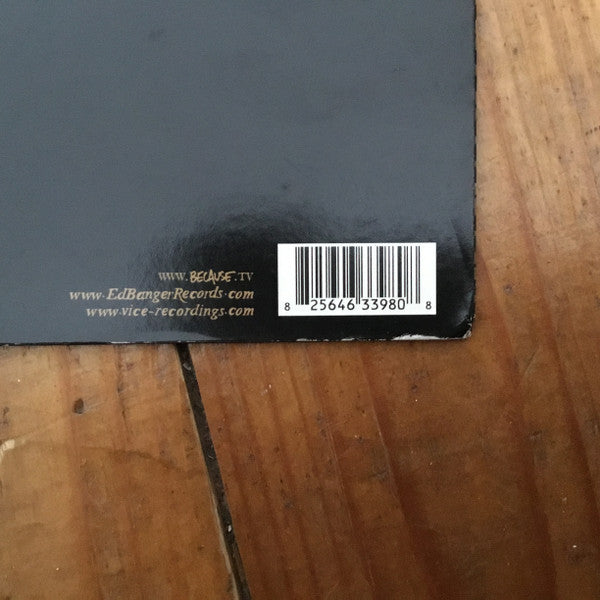 www.BECAUSE.TV
www.EdBangerRecords.com
www.vice-recordings.com
8 25646 33980 8